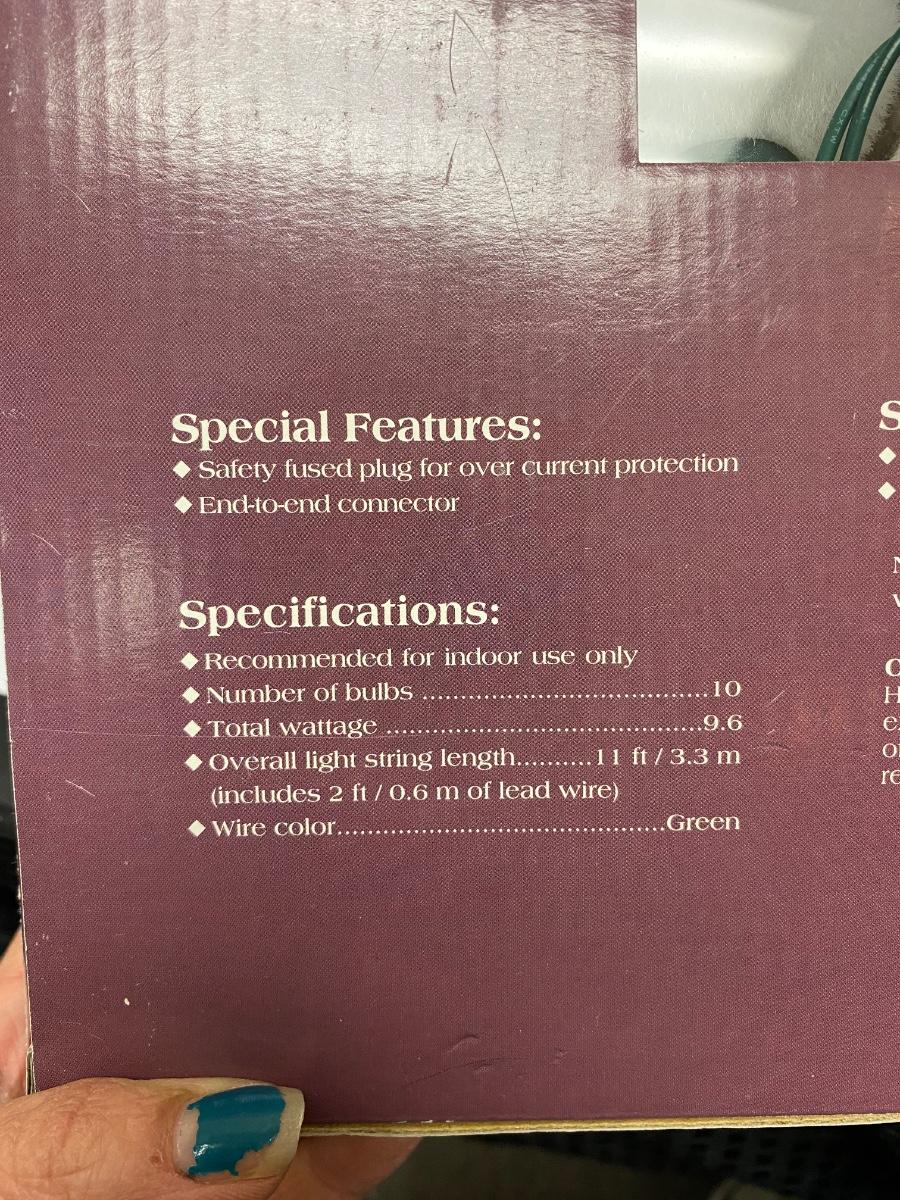 Special Features:
◆ Safety fused plug for over current protection
◆ End-to-end connector
Specifications:
◆ Recommended for indoor use only
◆ Number of bulbs ....................................10
◆ Total wattage ........................................9.6
◆ Overall light string length..........11 ft / 3.3 m
(includes 2 ft / 0.6 m of lead wire)
◆ Wire color.........................................Green
CXTW